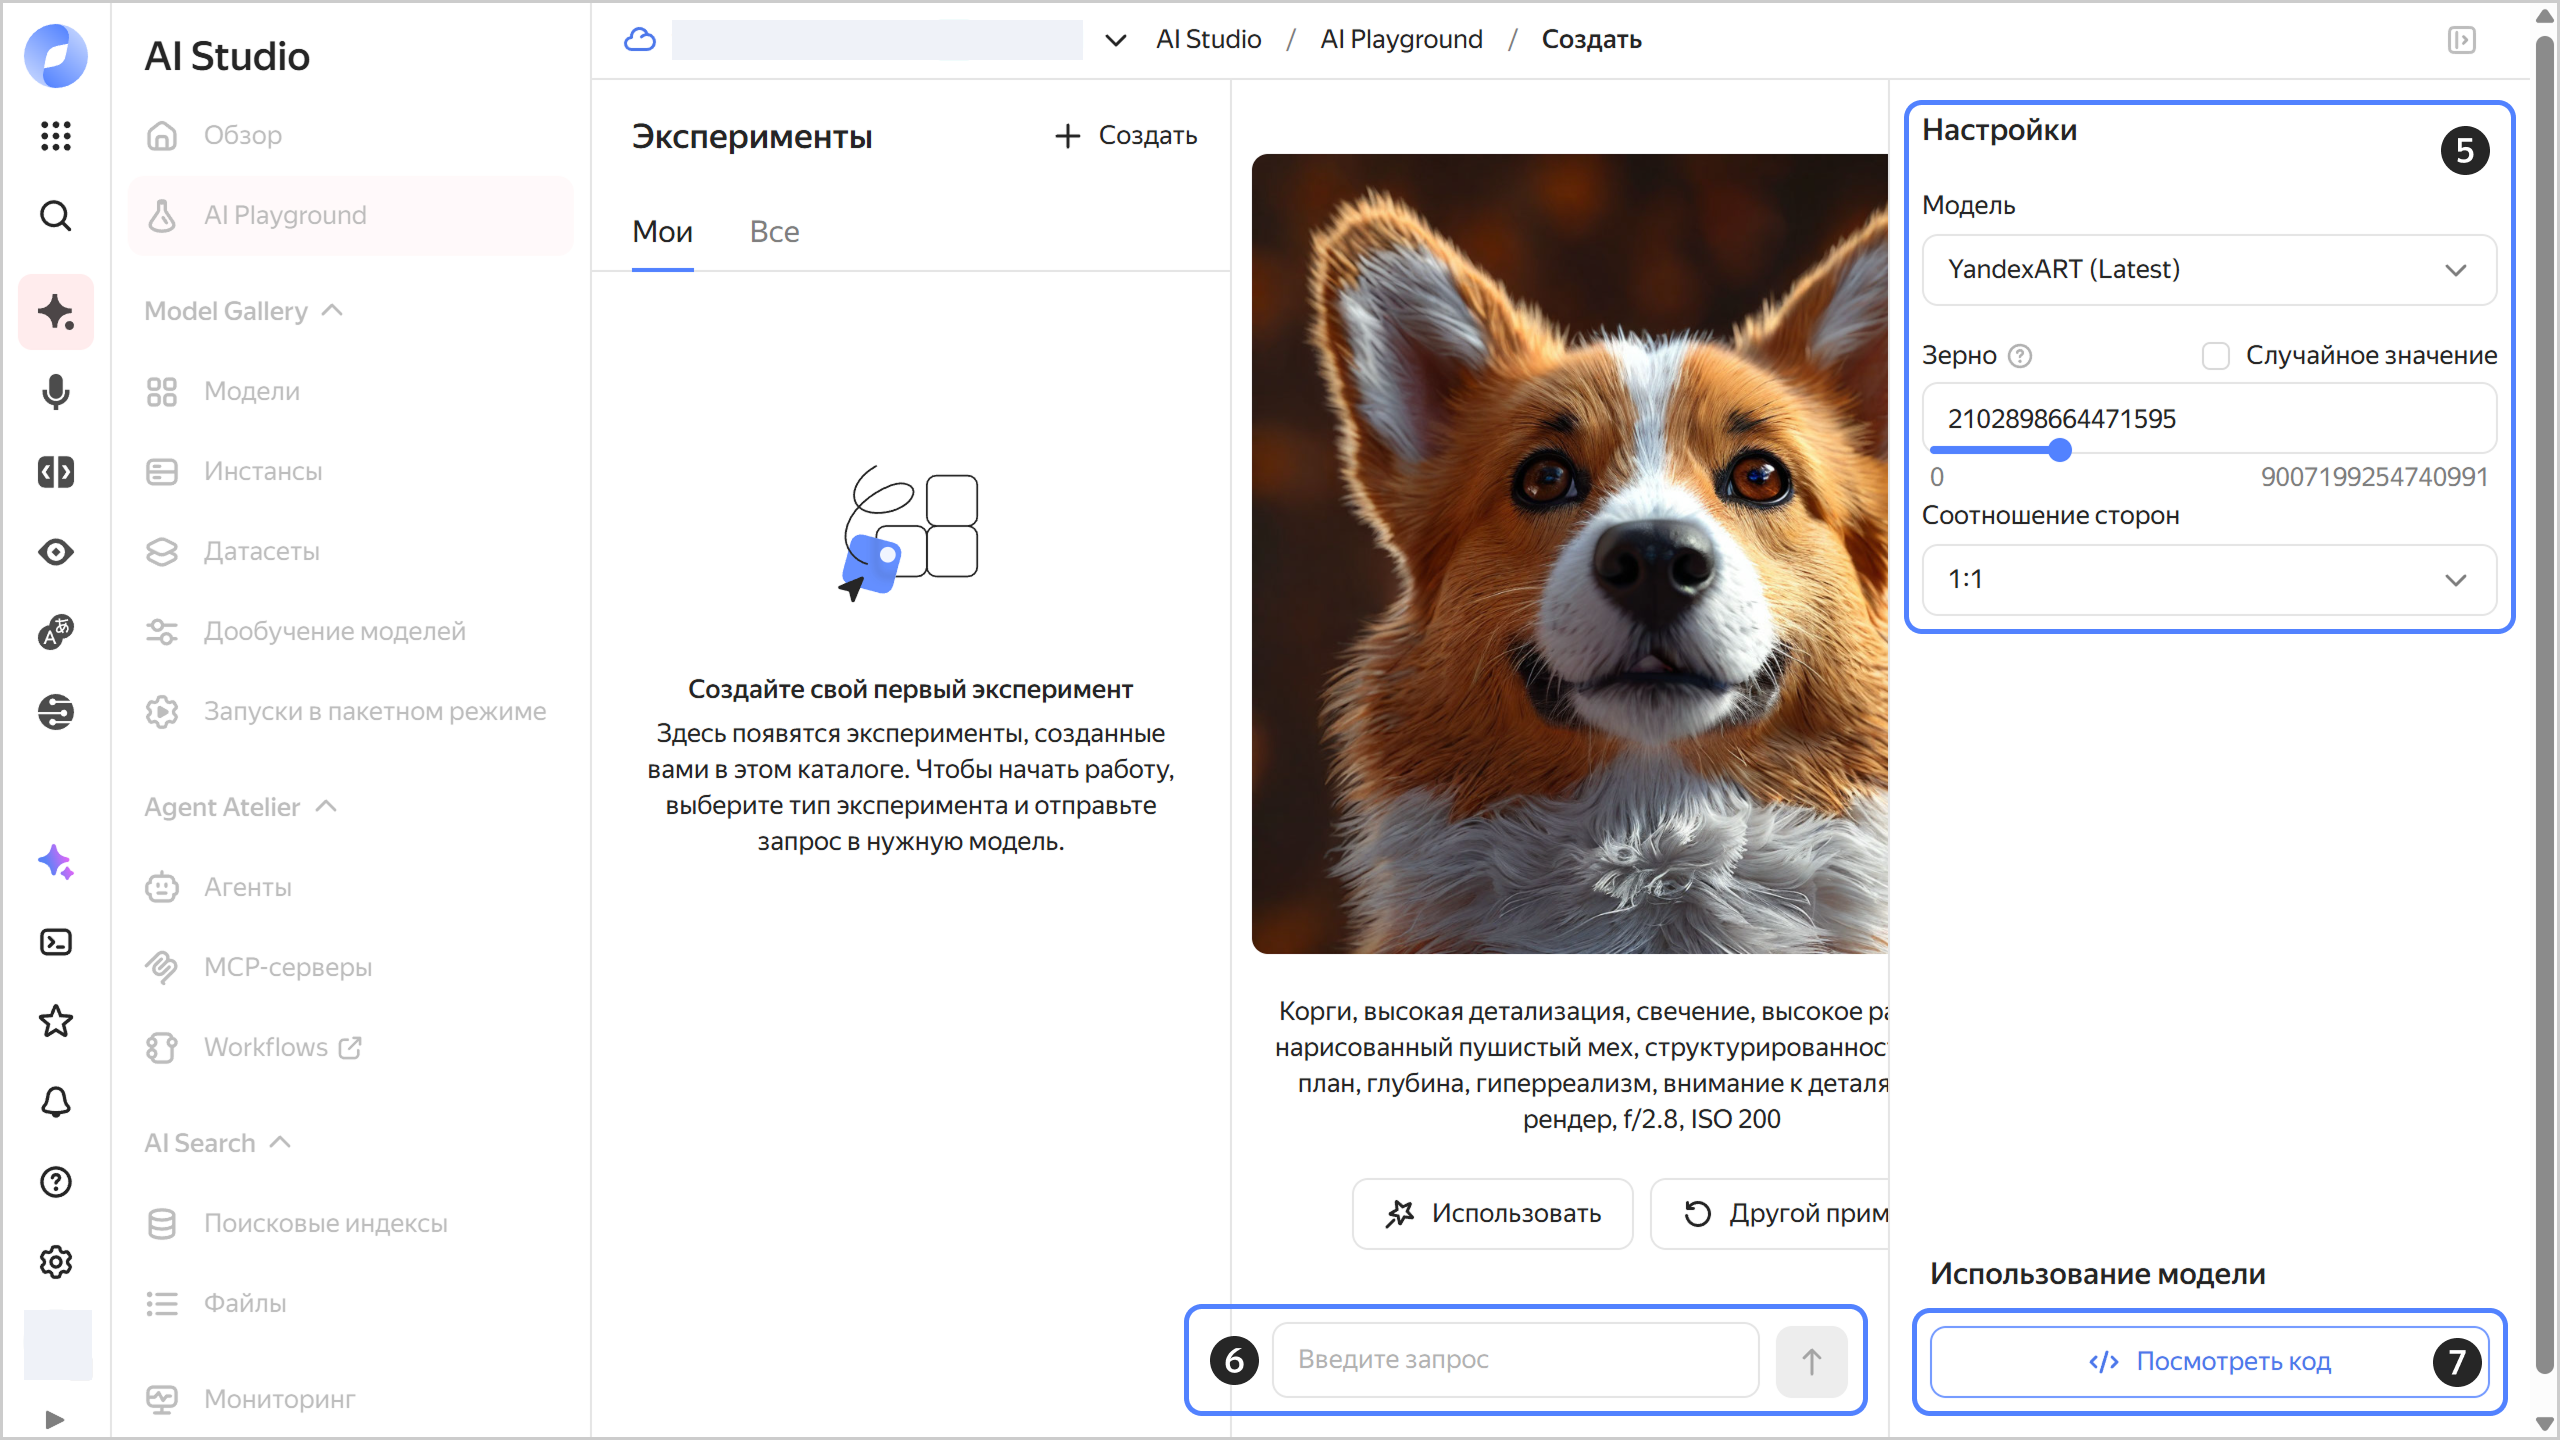 AI Studio
Обзор
AI Playground
Model Gallery
Модели
Инстансы
Датасеты
Дообучение моделей
Запуски в пакетном режиме
Agent Atelier
Агенты
MCP-серверы
Workflows
AI Search
Поисковые индексы
Файлы
Мониторинг
AI Studio / AI Playground / Создать
Эксперименты
Создать
Мои
Все
Создайте свой первый эксперимент
Здесь появятся эксперименты, созданные
вами в этом каталоге. Чтобы начать работу,
выберите тип эксперимента и отправьте
запрос в нужную модель.
Корги, высокая детализация, свечение, высокое ра
нарисованный пушистый мех, структурированнос
план, глубина, гиперреализм, внимание к деталя
рендер, f/2.8, ISO 200
Использовать
Другой прим
6
Введите запрос
Настройки
5
Модель
YandexART (Latest)
Зерно
Случайное значение
2102898664471595
0
9007199254740991
Соотношение сторон
1:1
Использование модели
Посмотреть код
7